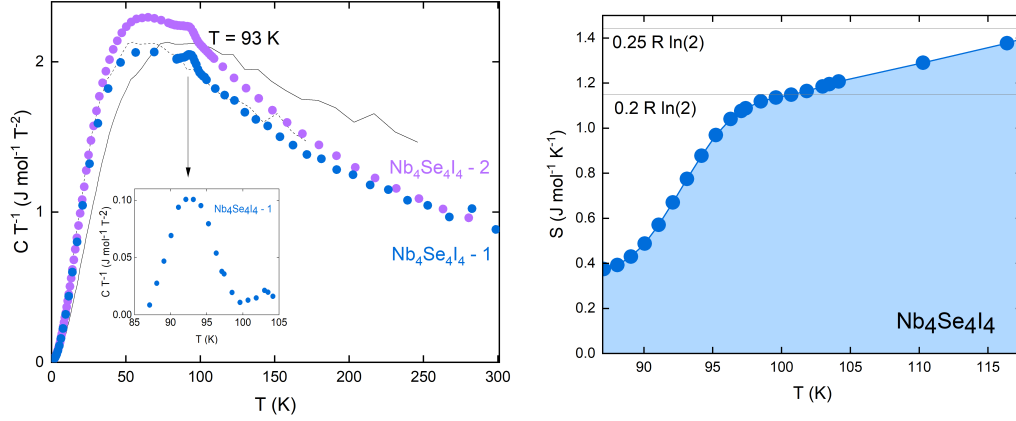 C T⁻¹ (J mol⁻¹ T⁻²)
2
1
0
T = 93 K
Nb₄Se₄I₄ - 2
Nb₄Se₄I₄ - 1
0 50 100 150 200 250 300
T (K)
C T⁻¹ (J mol⁻¹ T⁻²)
0.10
0.05
0.00
Nb₄Se₄I₄ - 1
85 90 95 100 105
T (K)
S (J mol⁻¹ K⁻¹)
1.4
1.2
1.0
0.8
0.6
0.4
0.2
0.0
0.25 R ln(2)
0.2 R ln(2)
Nb₄Se₄I₄
90 95 100 105 110 115
T (K)